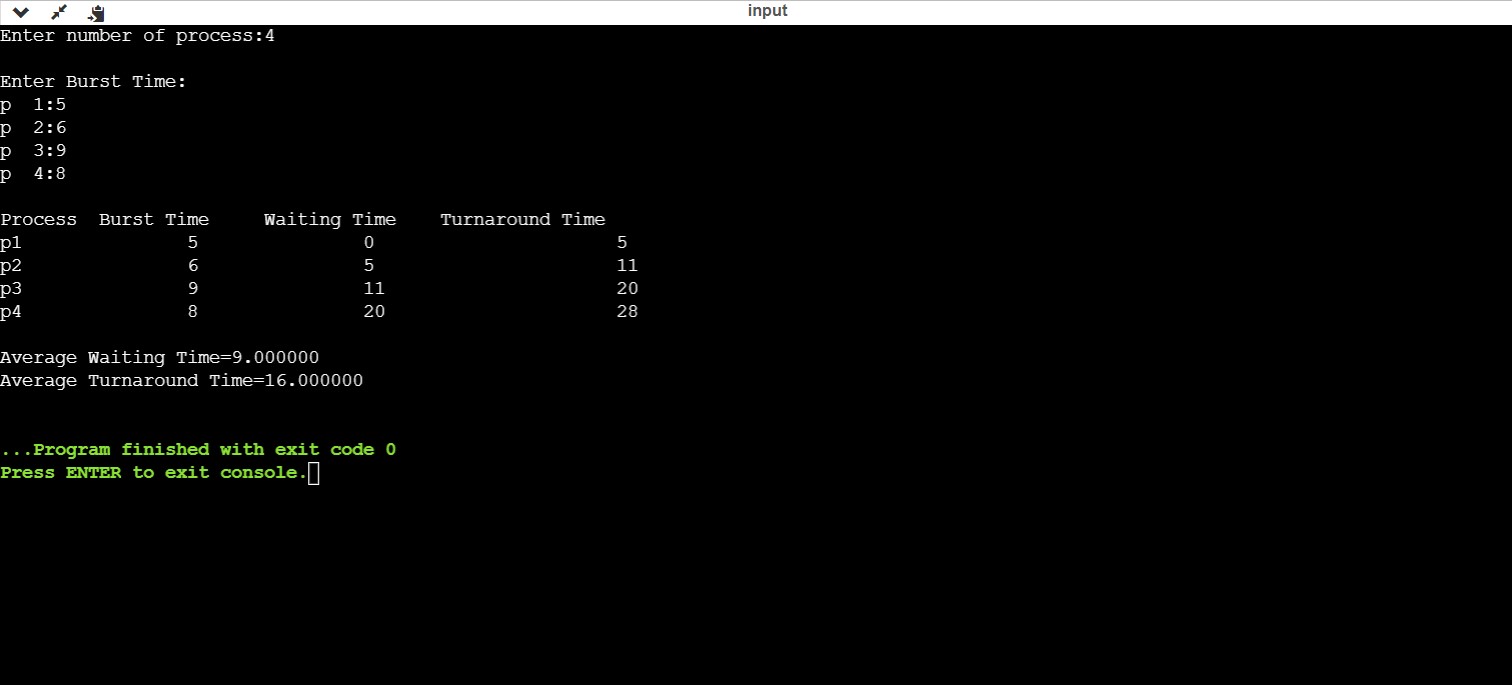 input
Enter number of process:4
Enter Burst Time:
p  1:5
p  2:6
p  3:9
p  4:8
Process  Burst Time     Waiting Time    Turnaround Time
p1               5               0                      5
p2               6               5                      11
p3               9               11                     20
p4               8               20                     28
Average Waiting Time=9.000000
Average Turnaround Time=16.000000
...Program finished with exit code 0
Press ENTER to exit console.